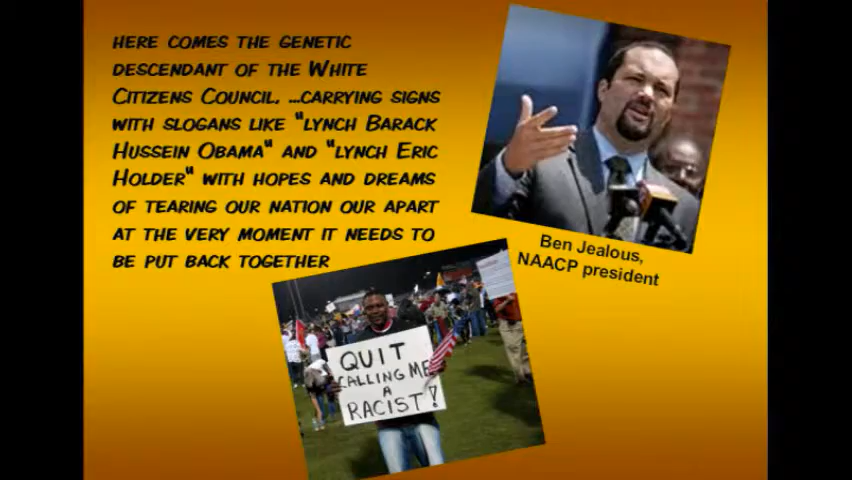 HERE COMES THE GENETIC
DESCENDANT OF THE WHITE
CITIZENS COUNCIL, ...CARRYING SIGNS
WITH SLOGANS LIKE "LYNCH BARACK
HUSSEIN OBAMA" AND "LYNCH ERIC
HOLDER" WITH HOPES AND DREAMS
OF TEARING OUR NATION OUR APART
AT THE VERY MOMENT IT NEEDS TO
BE PUT BACK TOGETHER
Ben Jealous,
NAACP president
QUIT
CALLING ME
A
RACIST!